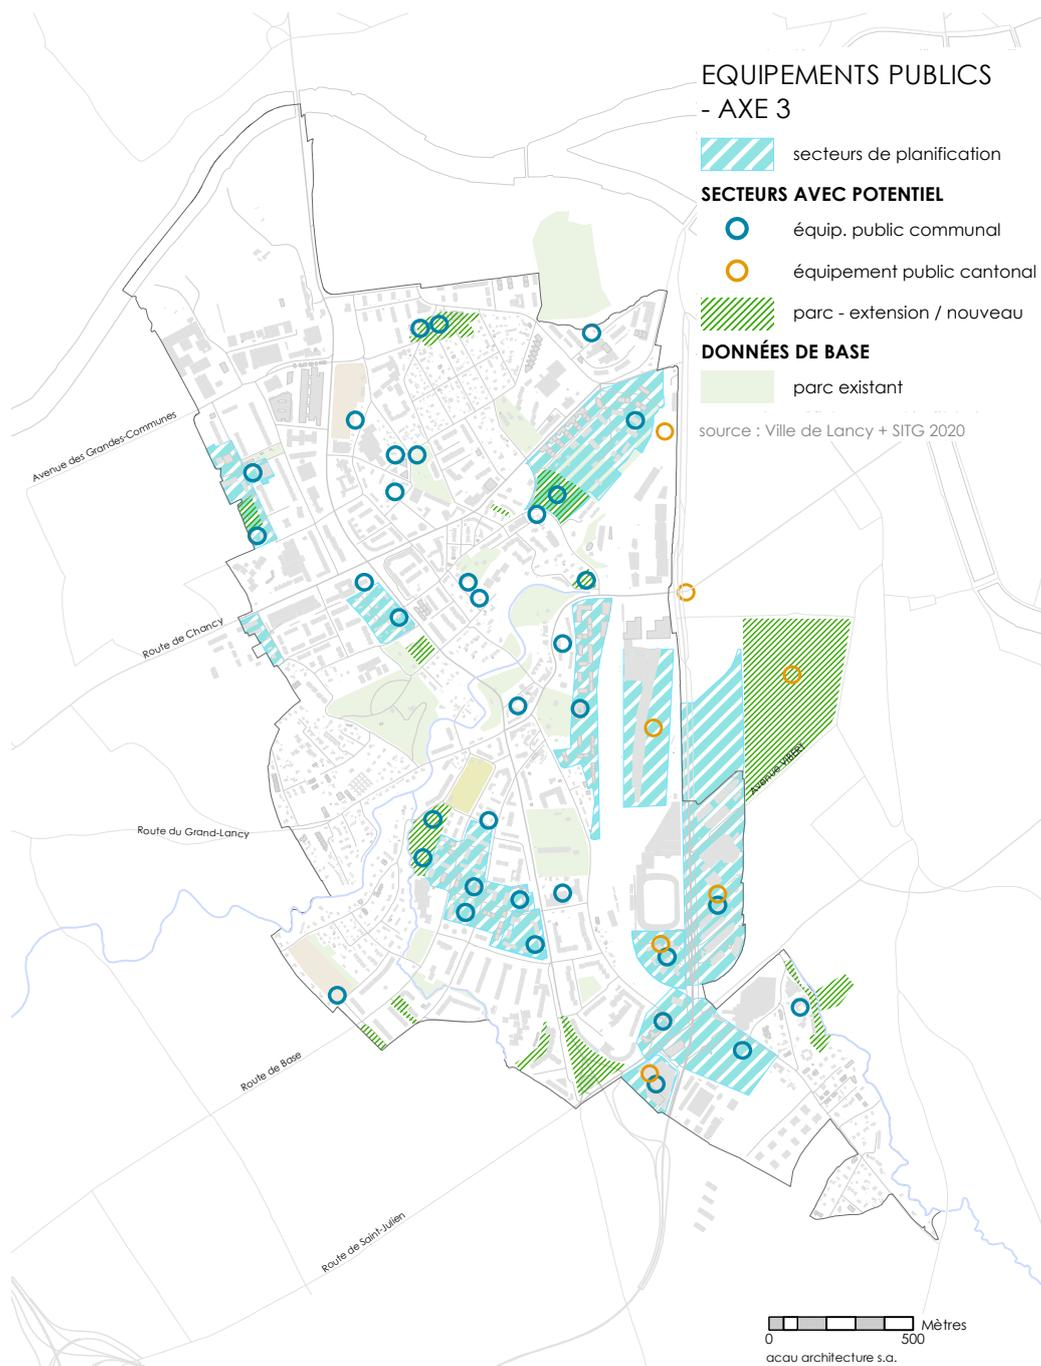 EQUIPEMENTS PUBLICS
- AXE 3
secteurs de planification
SECTEURS AVEC POTENTIEL
équip. public communal
équipement public cantonal
parc - extension / nouveau
DONNÉES DE BASE
parc existant
source : Ville de Lancy + SITG 2020
Avenue des Grandes-Communes
Route de Chancy
Avenue VIBERT
Route du Grand-Lancy
Route de Base
Route de Saint-Julien
Mètres
0 500
acau architecture s.a.